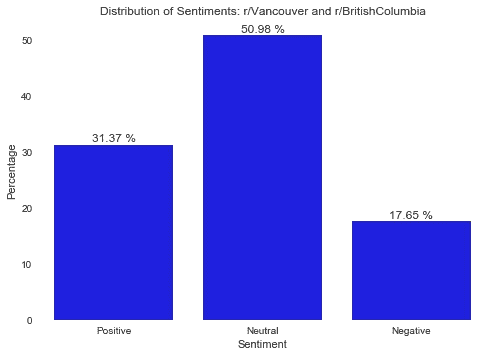 Distribution of Sentiments: r/Vancouver and r/BritishColumbia
50.98 %
31.37 %
17.65 %
Percentage
50
40
30
20
10
0
Positive Neutral Negative
Sentiment